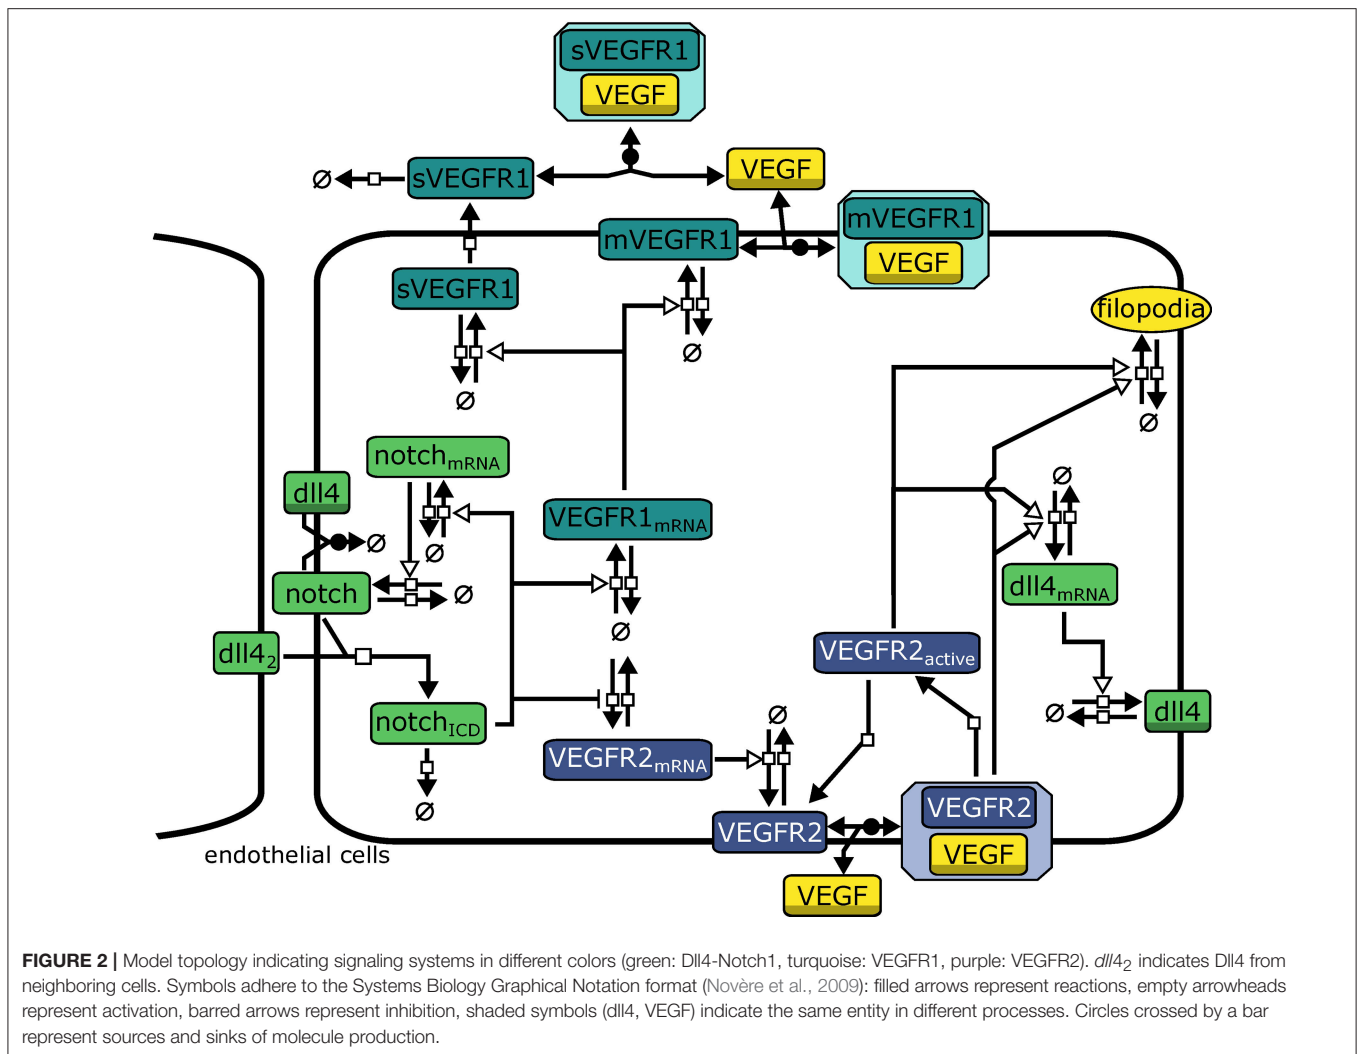 sVEGFR1
VEGF
∅
sVEGFR1
VEGF
mVEGFR1
mVEGFR1
VEGF
sVEGFR1
filopodia
∅
∅
∅
notchmRNA
dll4
∅
VEGFR1mRNA
∅
∅
notch
∅
dll4mRNA
∅
dll42
VEGFR2active
notchICD
∅
∅
dll4
VEGFR2mRNA
∅
VEGFR2
VEGFR2
VEGF
endothelial cells
VEGF
FIGURE 2 | Model topology indicating signaling systems in different colors (green: Dll4-Notch1, turquoise: VEGFR1, purple: VEGFR2). dll42 indicates Dll4 from
neighboring cells. Symbols adhere to the Systems Biology Graphical Notation format (Novère et al., 2009): filled arrows represent reactions, empty arrowheads
represent activation, barred arrows represent inhibition, shaded symbols (dll4, VEGF) indicate the same entity in different processes. Circles crossed by a bar
represent sources and sinks of molecule production.